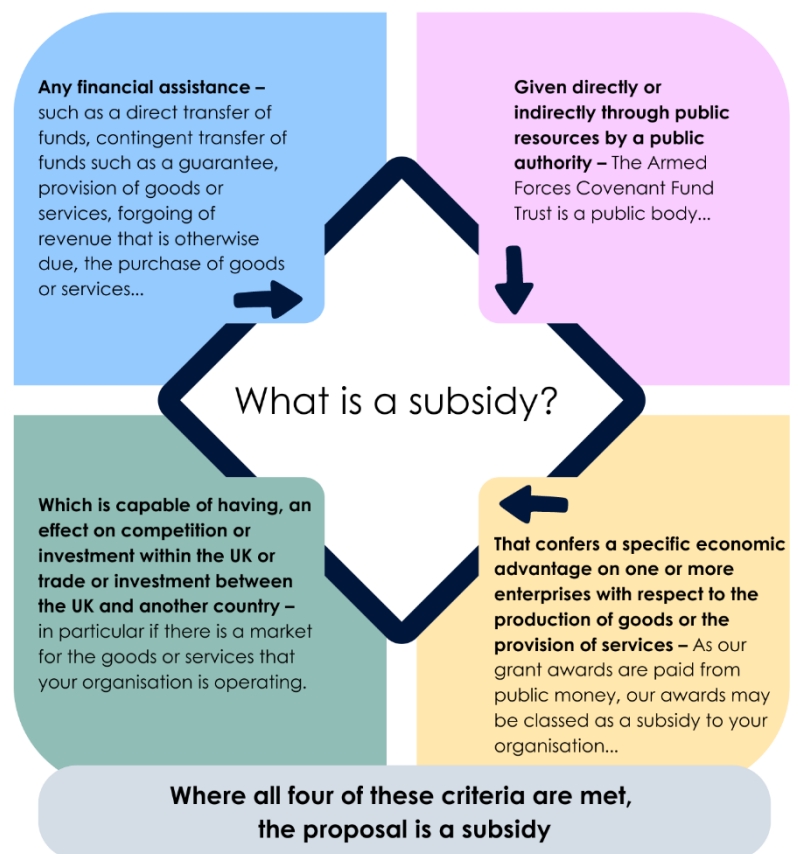 Any financial assistance –
such as a direct transfer of
funds, contingent transfer of
funds such as a guarantee,
provision of goods or
services, forgoing of
revenue that is otherwise
due, the purchase of goods
or services...
Given directly or
indirectly through public
resources by a public
authority – The Armed
Forces Covenant Fund
Trust is a public body...
What is a subsidy?
Which is capable of having, an
effect on competition or
investment within the UK or
trade or investment between
the UK and another country –
in particular if there is a market
for the goods or services that
your organisation is operating.
That confers a specific economic
advantage on one or more
enterprises with respect to the
production of goods or the
provision of services – As our
grant awards are paid from
public money, our awards may
be classed as a subsidy to your
organisation...
Where all four of these criteria are met,
the proposal is a subsidy